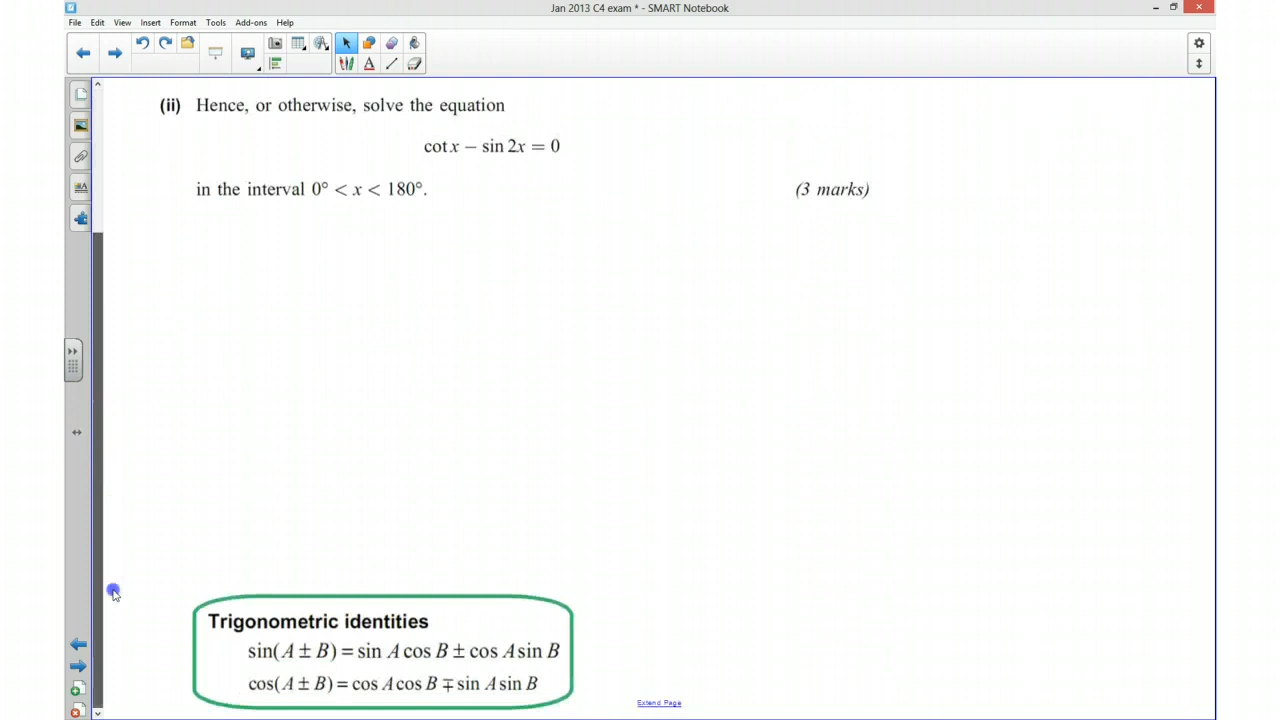 Jan 2013 C4 exam * - SMART Notebook
File Edit View Insert Format Tools Add-ons Help
(ii) Hence, or otherwise, solve the equation
cot x − sin 2x = 0
in the interval 0° < x < 180°. (3 marks)
Trigonometric identities
sin(A ± B) = sin A cos B ± cos A sin B
cos(A ± B) = cos A cos B ∓ sin A sin B
Extend Page